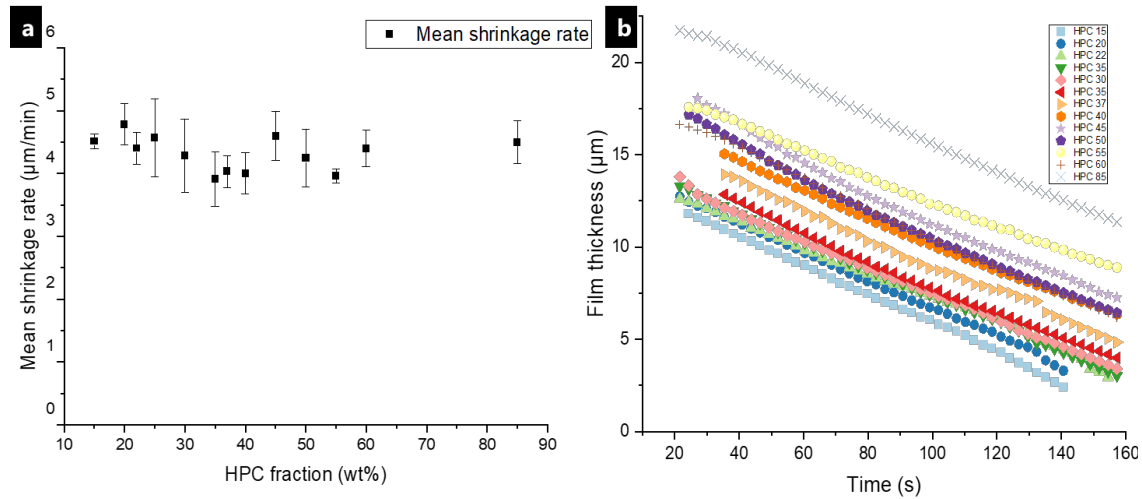 a
Mean shrinkage rate
6
5
4
4
3
2
2
1
0
10
20
30
40
50
60
70
80
90
HPC fraction (wt%)
Mean shrinkage rate (µm/min)
b
HPC 15
HPC 20
HPC 22
HPC 35
HPC 30
HPC 35
HPC 37
HPC 40
HPC 45
HPC 50
HPC 55
HPC 60
HPC 85
20
15
10
5
0
20
40
60
80
100
120
140
160
Time (s)
Film thickness (µm)